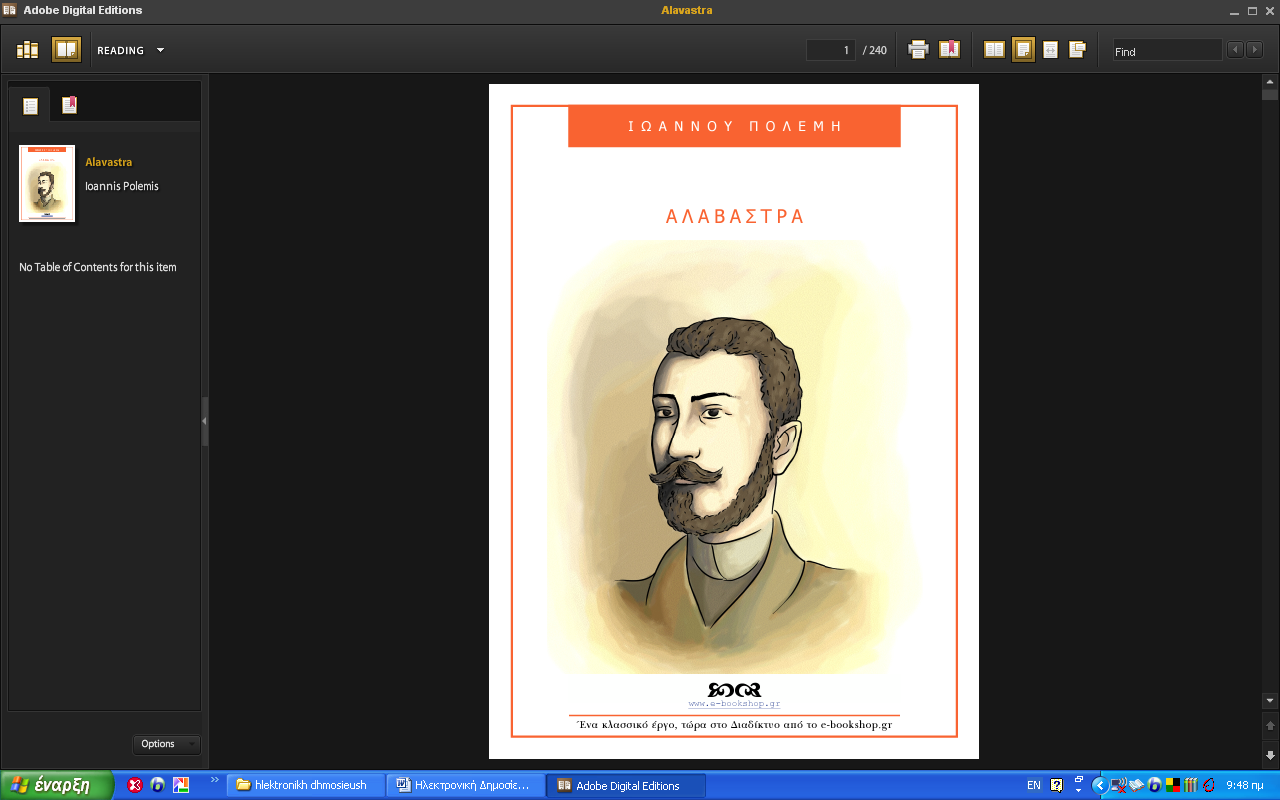 Adobe Digital Editions
Alavastra
READING
1 / 240
Find
Alavastra
Ioannis Polemis
No Table of Contents for this item
Options
ΙΩΑΝΝΟΥ ΠΟΛΕΜΗ
ΑΛΑΒΑΣΤΡΑ
www.e-bookshop.gr
Ένα κλασσικό έργο, τώρα στο Διαδίκτυο από το e-bookshop.gr
έναρξη
hlektronikh dhmosieush
Ηλεκτρονική Δημοσίε...
Adobe Digital Editions
EN
9:48 πμ